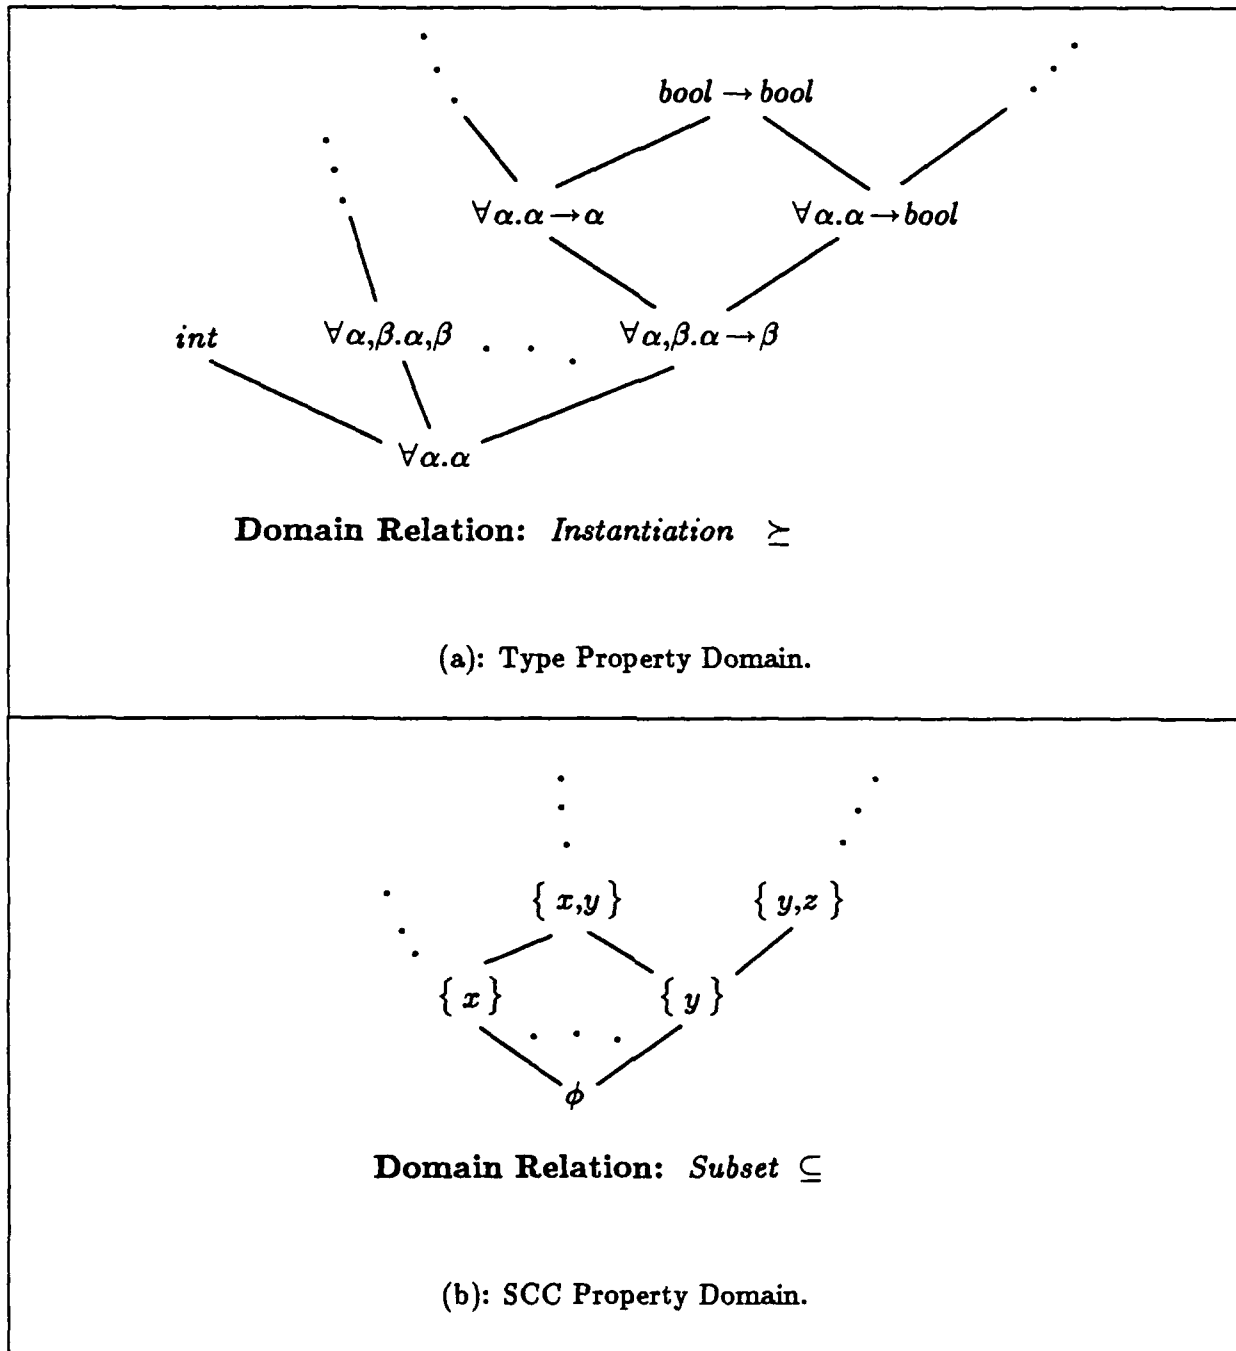 bool → bool
∀α.α → α
∀α.α → bool
int
∀α,β.α,β
∀α,β.α → β
∀α.α
Domain Relation: Instantiation ⪰
(a): Type Property Domain.
{ x,y }
{ y,z }
{ x }
{ y }
ϕ
Domain Relation: Subset ⊆
(b): SCC Property Domain.